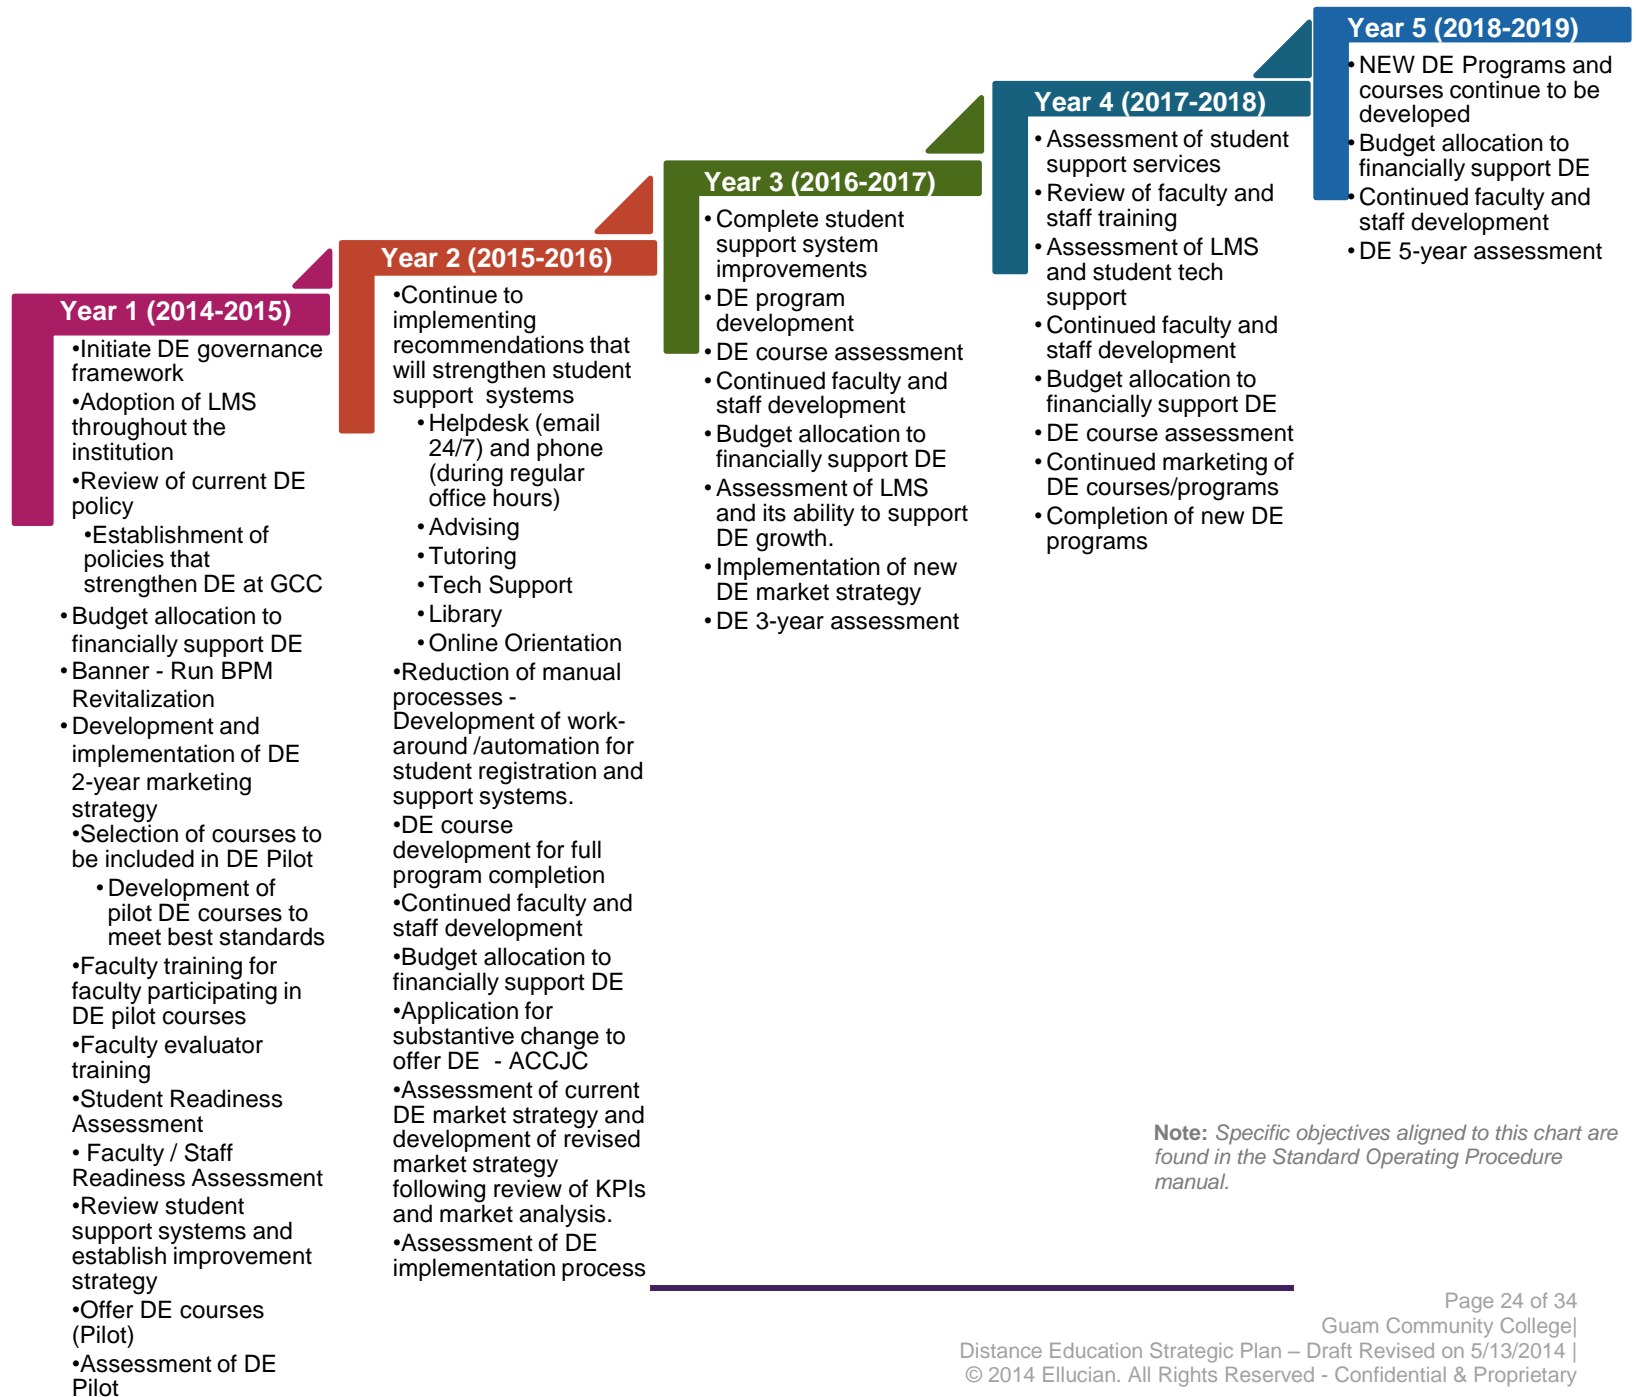 Year 1 (2014-2015)
•Initiate DE governance
framework
•Adoption of LMS
throughout the
institution
•Review of current DE
policy
•Establishment of
policies that
strengthen DE at GCC
•Budget allocation to
financially support DE
•Banner - Run BPM
Revitalization
•Development and
implementation of DE
2-year marketing
strategy
•Selection of courses to
be included in DE Pilot
•Development of
pilot DE courses to
meet best standards
•Faculty training for
faculty participating in
DE pilot courses
•Faculty evaluator
training
•Student Readiness
Assessment
• Faculty / Staff
Readiness Assessment
•Review student
support systems and
establish improvement
strategy
•Offer DE courses
(Pilot)
•Assessment of DE
Pilot
Year 2 (2015-2016)
•Continue to
implementing
recommendations that
will strengthen student
support systems
•Helpdesk (email
24/7) and phone
(during regular
office hours)
•Advising
•Tutoring
•Tech Support
•Library
•Online Orientation
•Reduction of manual
processes -
Development of work-
around /automation for
student registration and
support systems.
•DE course
development for full
program completion
•Continued faculty and
staff development
•Budget allocation to
financially support DE
•Application for
substantive change to
offer DE - ACCJC
•Assessment of current
DE market strategy and
development of revised
market strategy
following review of KPIs
and market analysis.
•Assessment of DE
implementation process
Year 3 (2016-2017)
•Complete student
support system
improvements
•DE program
development
•DE course assessment
•Continued faculty and
staff development
•Budget allocation to
financially support DE
•Assessment of LMS
and its ability to support
DE growth.
•Implementation of new
DE market strategy
•DE 3-year assessment
Year 4 (2017-2018)
•Assessment of student
support services
•Review of faculty and
staff training
•Assessment of LMS
and student tech
support
•Continued faculty and
staff development
•Budget allocation to
financially support DE
•DE course assessment
•Continued marketing of
DE courses/programs
•Completion of new DE
programs
Year 5 (2018-2019)
•NEW DE Programs and
courses continue to be
developed
•Budget allocation to
financially support DE
•Continued faculty and
staff development
•DE 5-year assessment
Note: Specific objectives aligned to this chart are
found in the Standard Operating Procedure
manual.
Page 24 of 34
Guam Community College|
Distance Education Strategic Plan – Draft Revised on 5/13/2014 |
© 2014 Ellucian. All Rights Reserved - Confidential & Proprietary